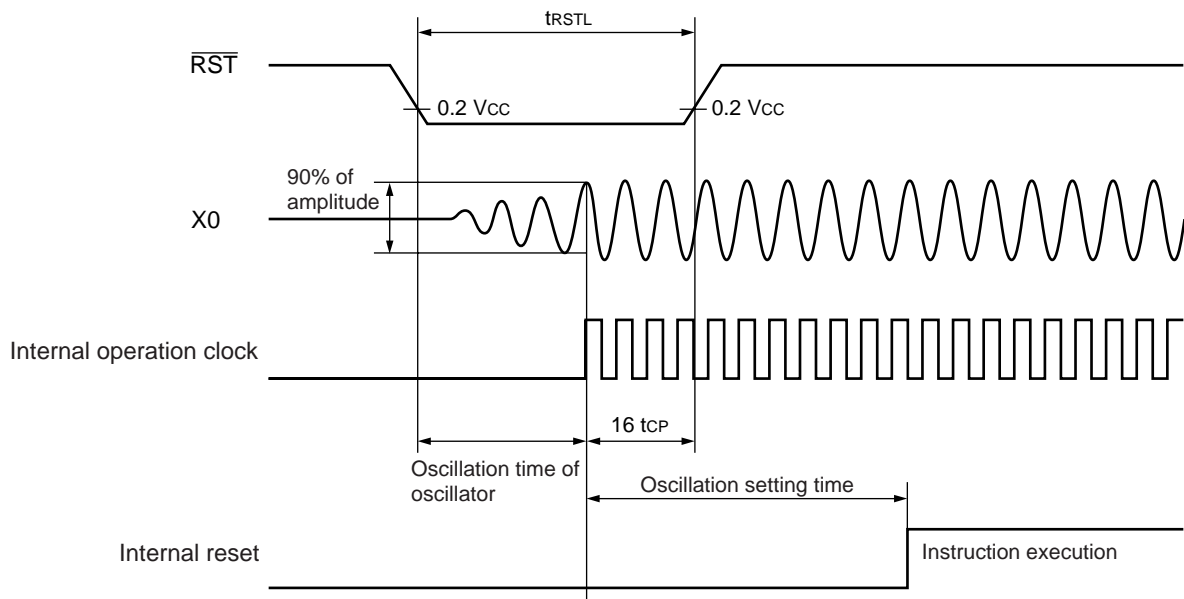 tRSTL
RST
0.2 VCC
0.2 VCC
90% of
amplitude
X0
Internal operation clock
16 tCP
Oscillation time of
oscillator
Oscillation setting time
Internal reset
Instruction execution